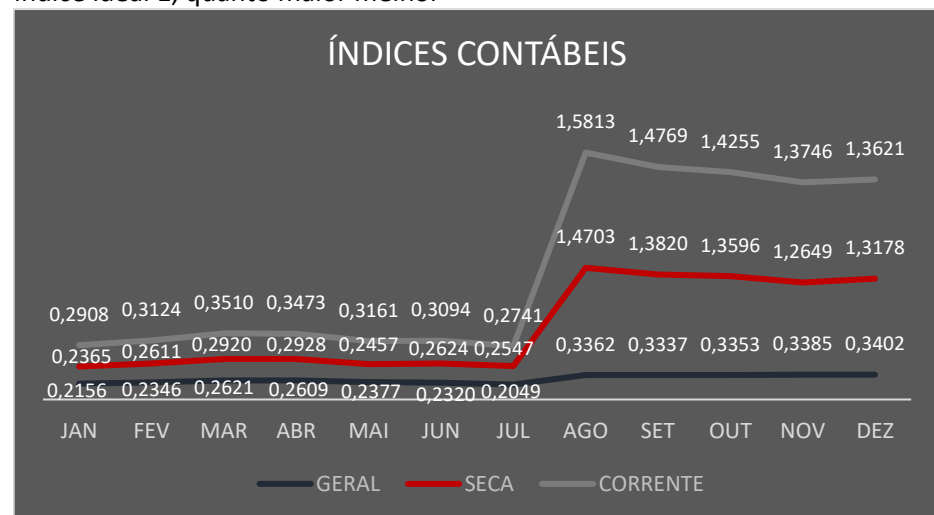 ÍNDICES CONTÁBEIS
1,5813 1,4769 1,4255 1,3746 1,3621
1,4703 1,3820 1,3596 1,2649 1,3178
0,2908 0,3124 0,3510 0,3473 0,3161 0,3094 0,2741
0,2365 0,2611 0,2920 0,2928 0,2457 0,2624 0,2547 0,3362 0,3337 0,3353 0,3385 0,3402
0,2156 0,2346 0,2621 0,2609 0,2377 0,2320 0,2049
JAN FEV MAR ABR MAI JUN JUL AGO SET OUT NOV DEZ
GERAL SECA CORRENTE